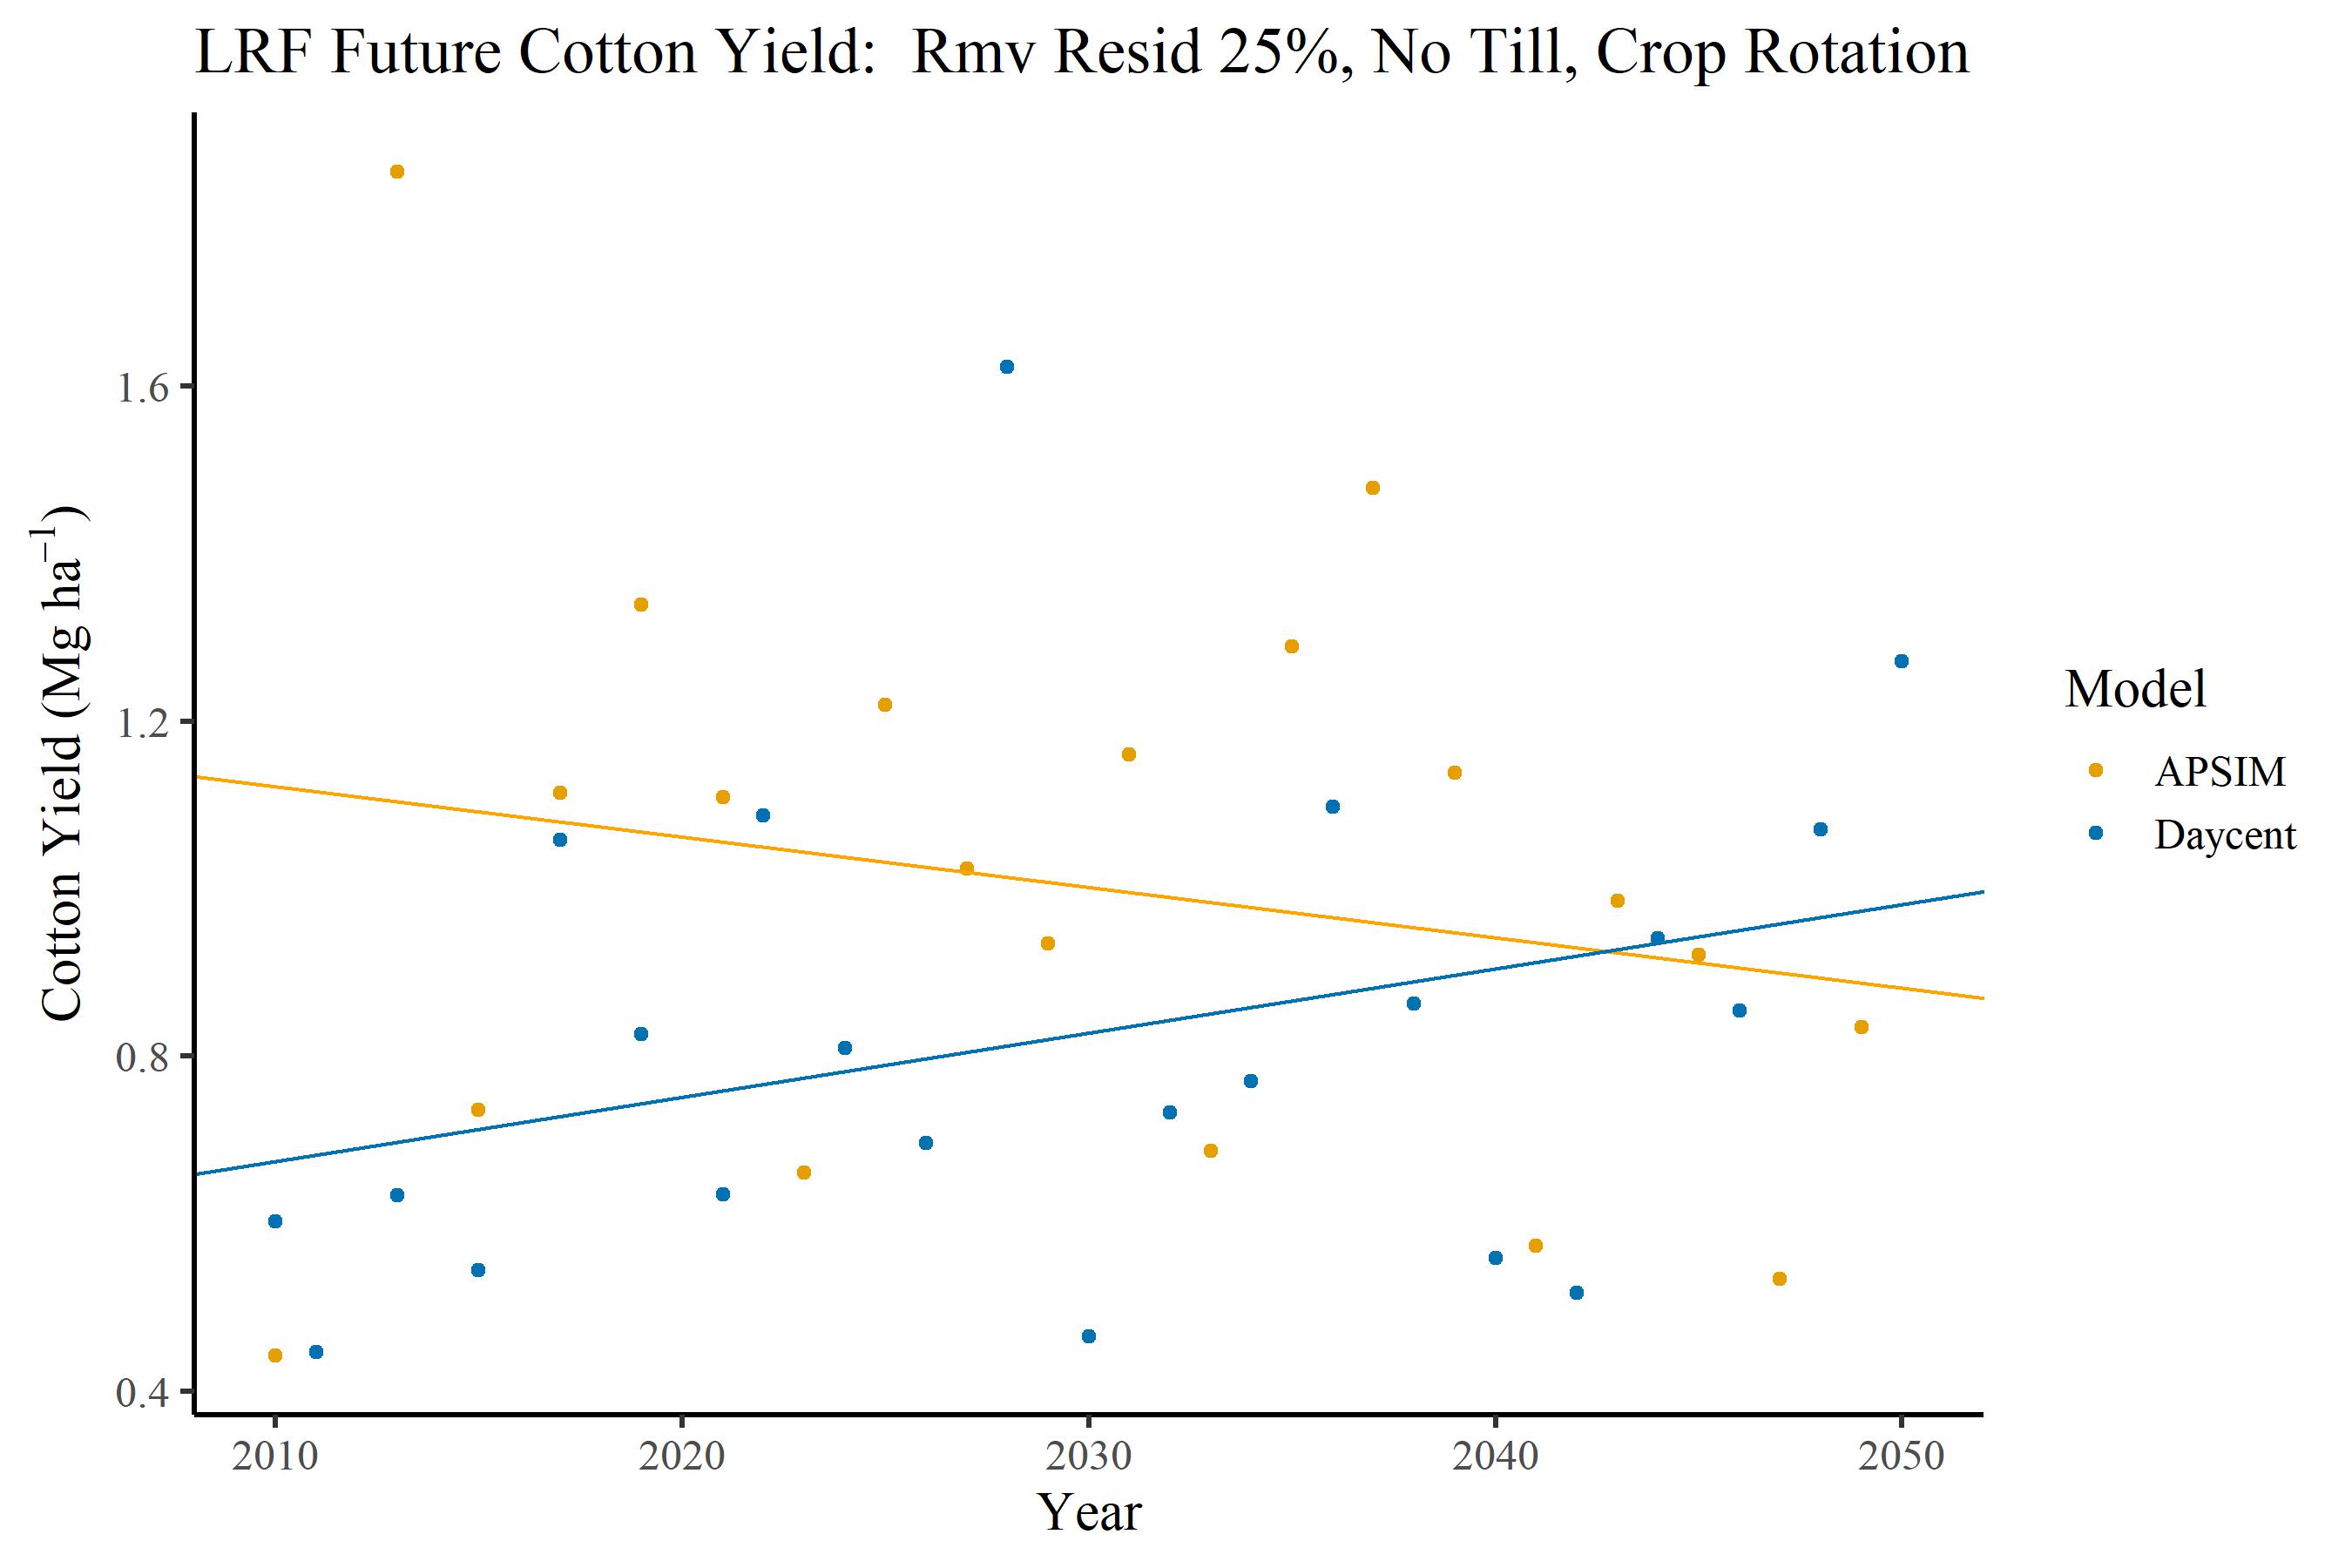 LRF Future Cotton Yield:  Rmv Resid 25%, No Till, Crop Rotation
Cotton Yield (Mg ha⁻¹)
1.6
1.2
0.8
0.4
2010 2020 2030 2040 2050
Year
Model
APSIM
Daycent